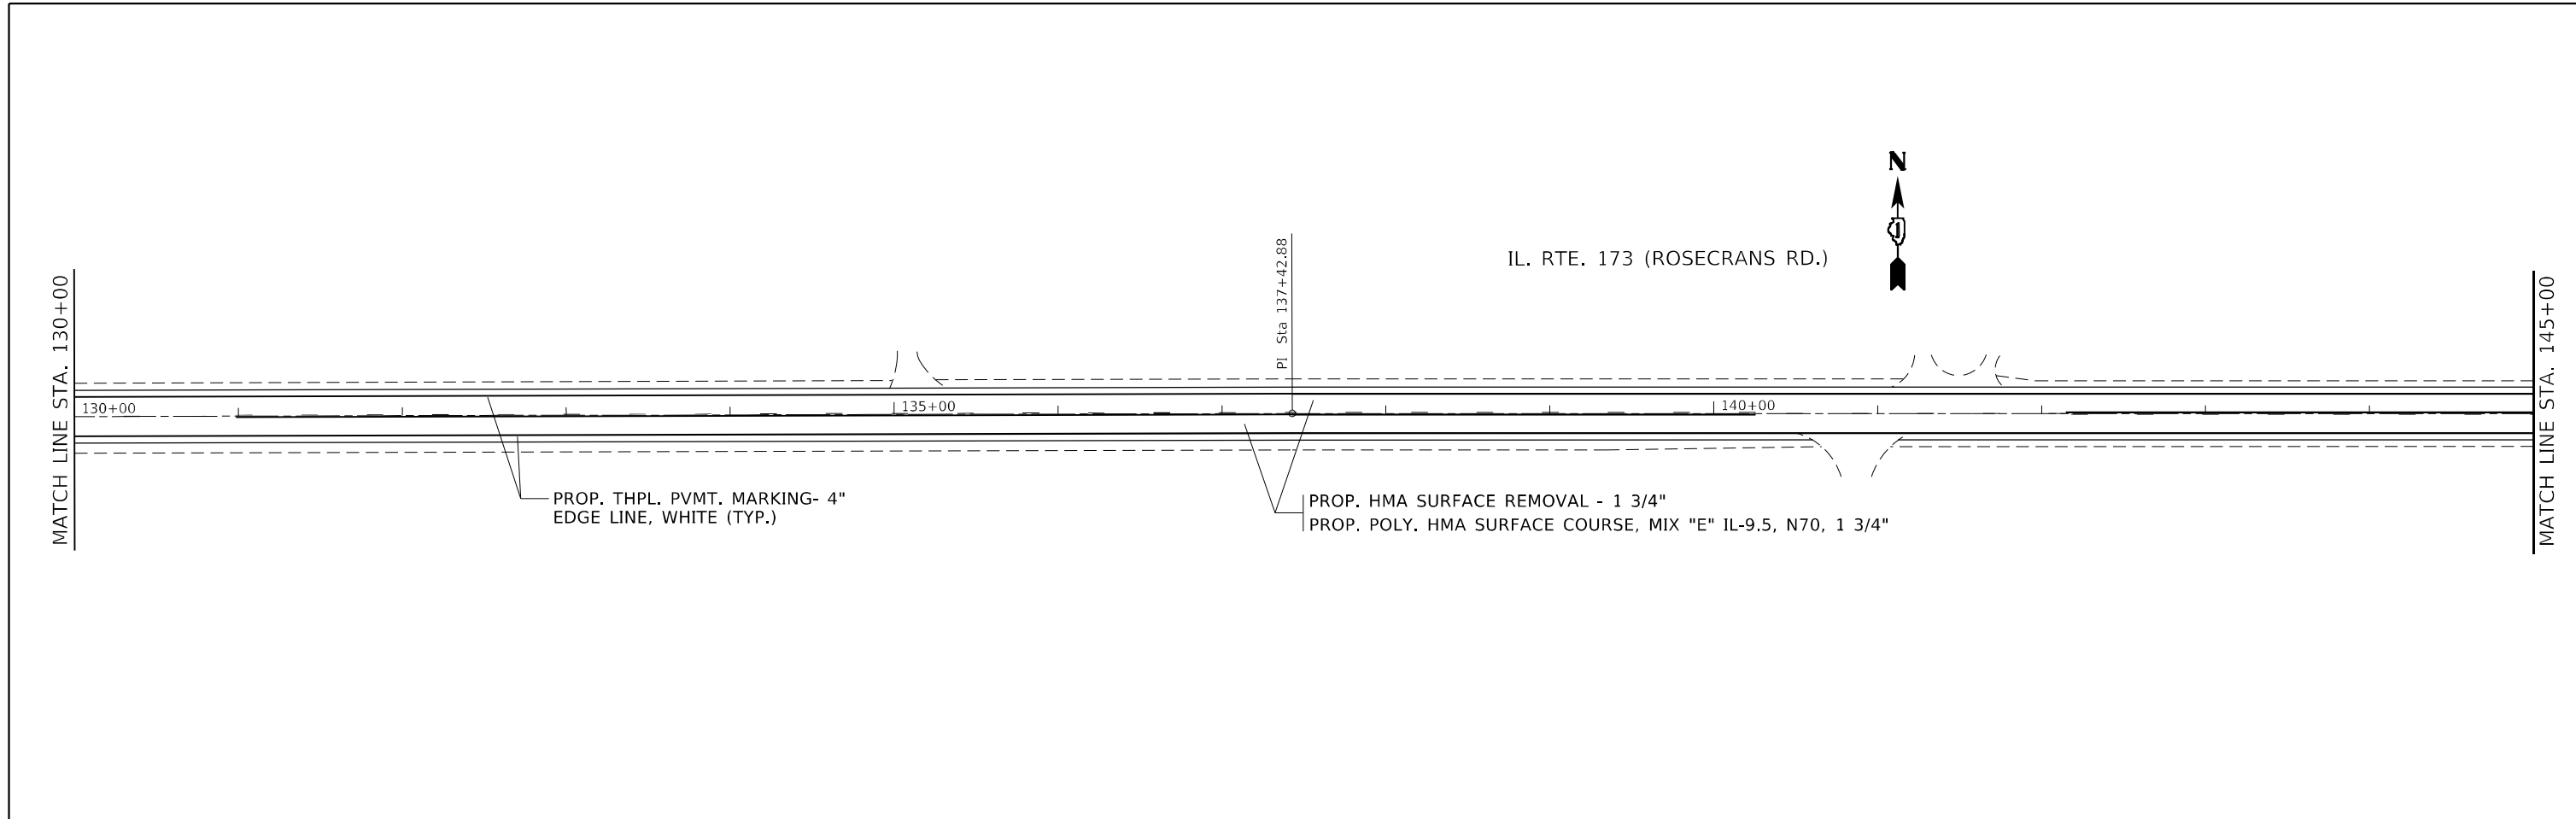 N
IL. RTE. 173 (ROSECRANS RD.)
MATCH LINE STA. 130+00
PI Sta 137+42.88
MATCH LINE STA. 145+00
130+00
135+00
140+00
PROP. THPL. PVMT. MARKING- 4"
EDGE LINE, WHITE (TYP.)
PROP. HMA SURFACE REMOVAL - 1 3/4"
PROP. POLY. HMA SURFACE COURSE, MIX "E" IL-9.5, N70, 1 3/4"